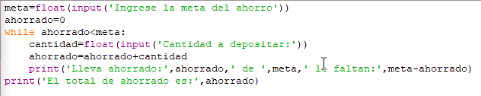 meta=float(input('Ingrese la meta del ahorro'))
ahorrado=0
while ahorrado<meta:
    cantidad=float(input('Cantidad a depositar:'))
    ahorrado=ahorrado+cantidad
    print('Lleva ahorrado:',ahorrado,' de ',meta,' le faltan:',meta-ahorrado)
print('El total de ahorrado es:',ahorrado)